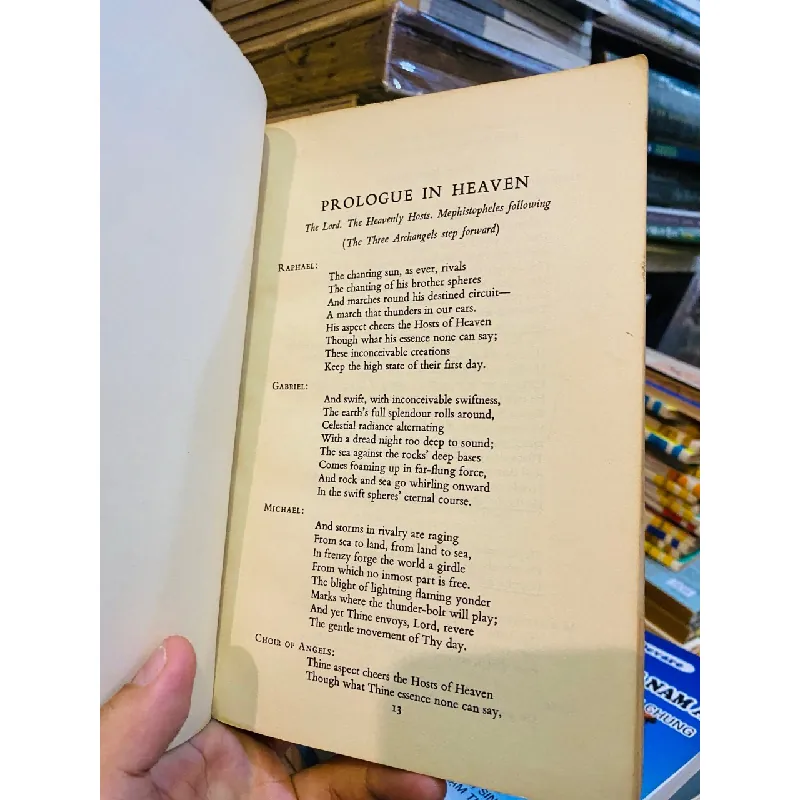 PROLOGUE IN HEAVEN
The Lord. The Heavenly Hosts. Mephistopheles following
(The Three Archangels step forward)
RAPHAEL:
The chanting sun, as ever, rivals
The chanting of his brother spheres
And marches round his destined circuit—
A march that thunders in our ears.
His aspect cheers the Hosts of Heaven
Though what his essence none can say;
These inconceivable creations
Keep the high state of their first day.
GABRIEL:
And swift, with inconceivable swiftness,
The earth's full splendour rolls around,
Celestial radiance alternating
With a dread night too deep to sound;
The sea against the rocks' deep bases
Comes foaming up in far-flung force,
And rock and sea go whirling onward
In the swift spheres' eternal course.
MICHAEL:
And storms in rivalry are raging
From sea to land, from land to sea,
In frenzy forge the world a girdle
From which no inmost part is free.
The blight of lightning flaming yonder
Marks where the thunder-bolt will play;
And yet Thine envoys, Lord, revere
The gentle movement of Thy day.
CHOIR OF ANGELS:
Thine aspect cheers the Hosts of Heaven
Though what Thine essence none can say,
13
NAM
CHUNG